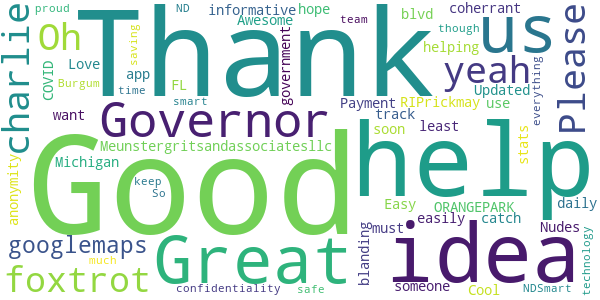 proud
ND
informative
hope
team
coherrant
blvd
though
Awesome
Oh
Thank
us
Please
charlie
saving
Love
COVID
app
Burgum
time
FL
smart
government
helping
yeah
Updated
everything
Payment
RIPrickmay
use
want
Governor
track
soon
least
stats
Meunstergritsandassociatesllc
Michigan
Good
help
keep
So
anonymity
Easy
ORANGEPARK
daily
easily
catch
must
Nudes
blanding
idea
googlemaps
Great
technology
much
foxtrot
confidentiality
safe
someone
Cool
NDSmart